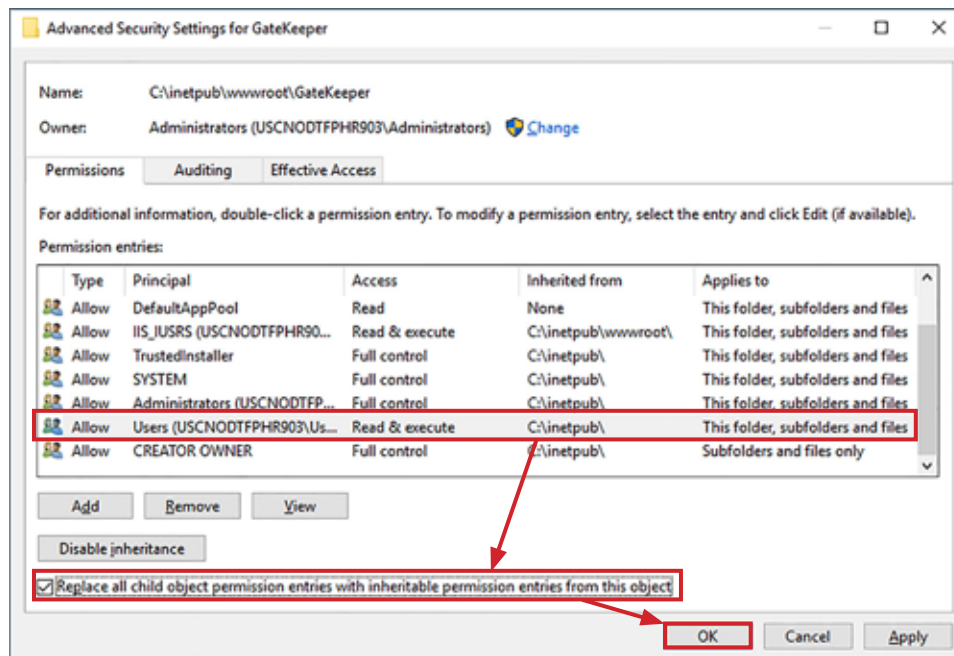 Advanced Security Settings for GateKeeper
Name: C:\inetpub\wwwroot\GateKeeper
Owner: Administrators (USCNODTFPHR903\Administrators) Change
Permissions Auditing Effective Access
For additional information, double-click a permission entry. To modify a permission entry, select the entry and click Edit (if available).
Permission entries:
Type Principal Access Inherited from Applies to
Allow DefaultAppPool Read None This folder, subfolders and files
Allow IIS_IUSRS (USCNODTFPHR90... Read & execute C:\inetpub\wwwroot\ This folder, subfolders and files
Allow TrustedInstaller Full control C:\inetpub\ This folder, subfolders and files
Allow SYSTEM Full control C:\inetpub\ This folder, subfolders and files
Allow Administrators (USCNODTFP... Full control C:\inetpub\ This folder, subfolders and files
Allow Users (USCNODTFPHR903\Us... Read & execute C:\inetpub\ This folder, subfolders and files
Allow CREATOR OWNER Full control C:\inetpub\ Subfolders and files only
Add Remove View
Disable inheritance
Replace all child object permission entries with inheritable permission entries from this object
OK Cancel Apply